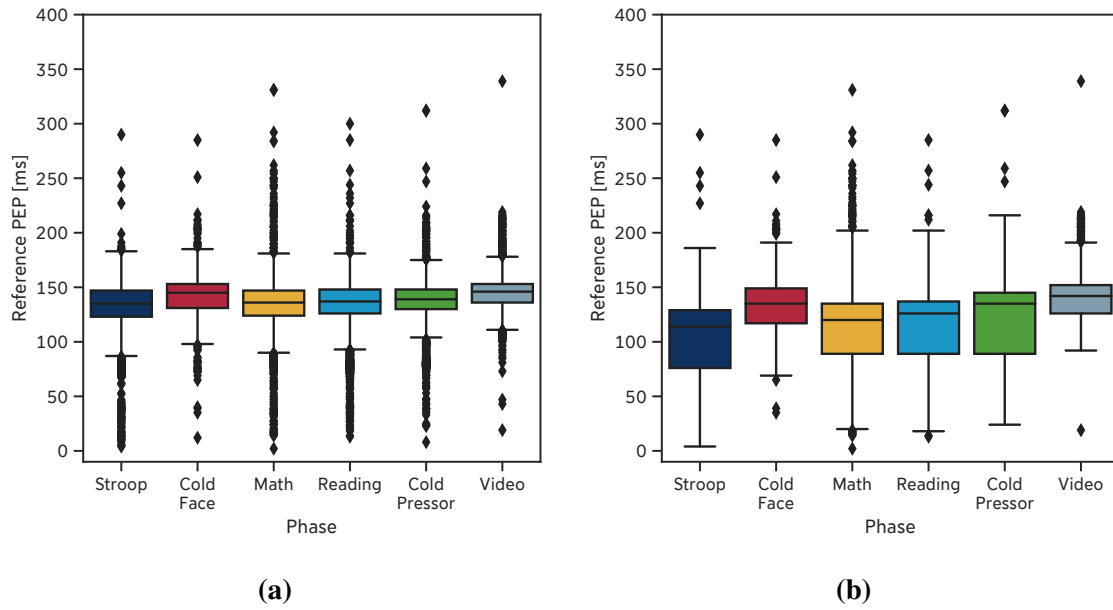 400
350
300
250
200
150
100
50
0
Reference PEP [ms]
Stroop Cold Face Math Reading Cold Pressor Video
Phase
(a)
400
350
300
250
200
150
100
50
0
Reference PEP [ms]
Stroop Cold Face Math Reading Cold Pressor Video
Phase
(b)